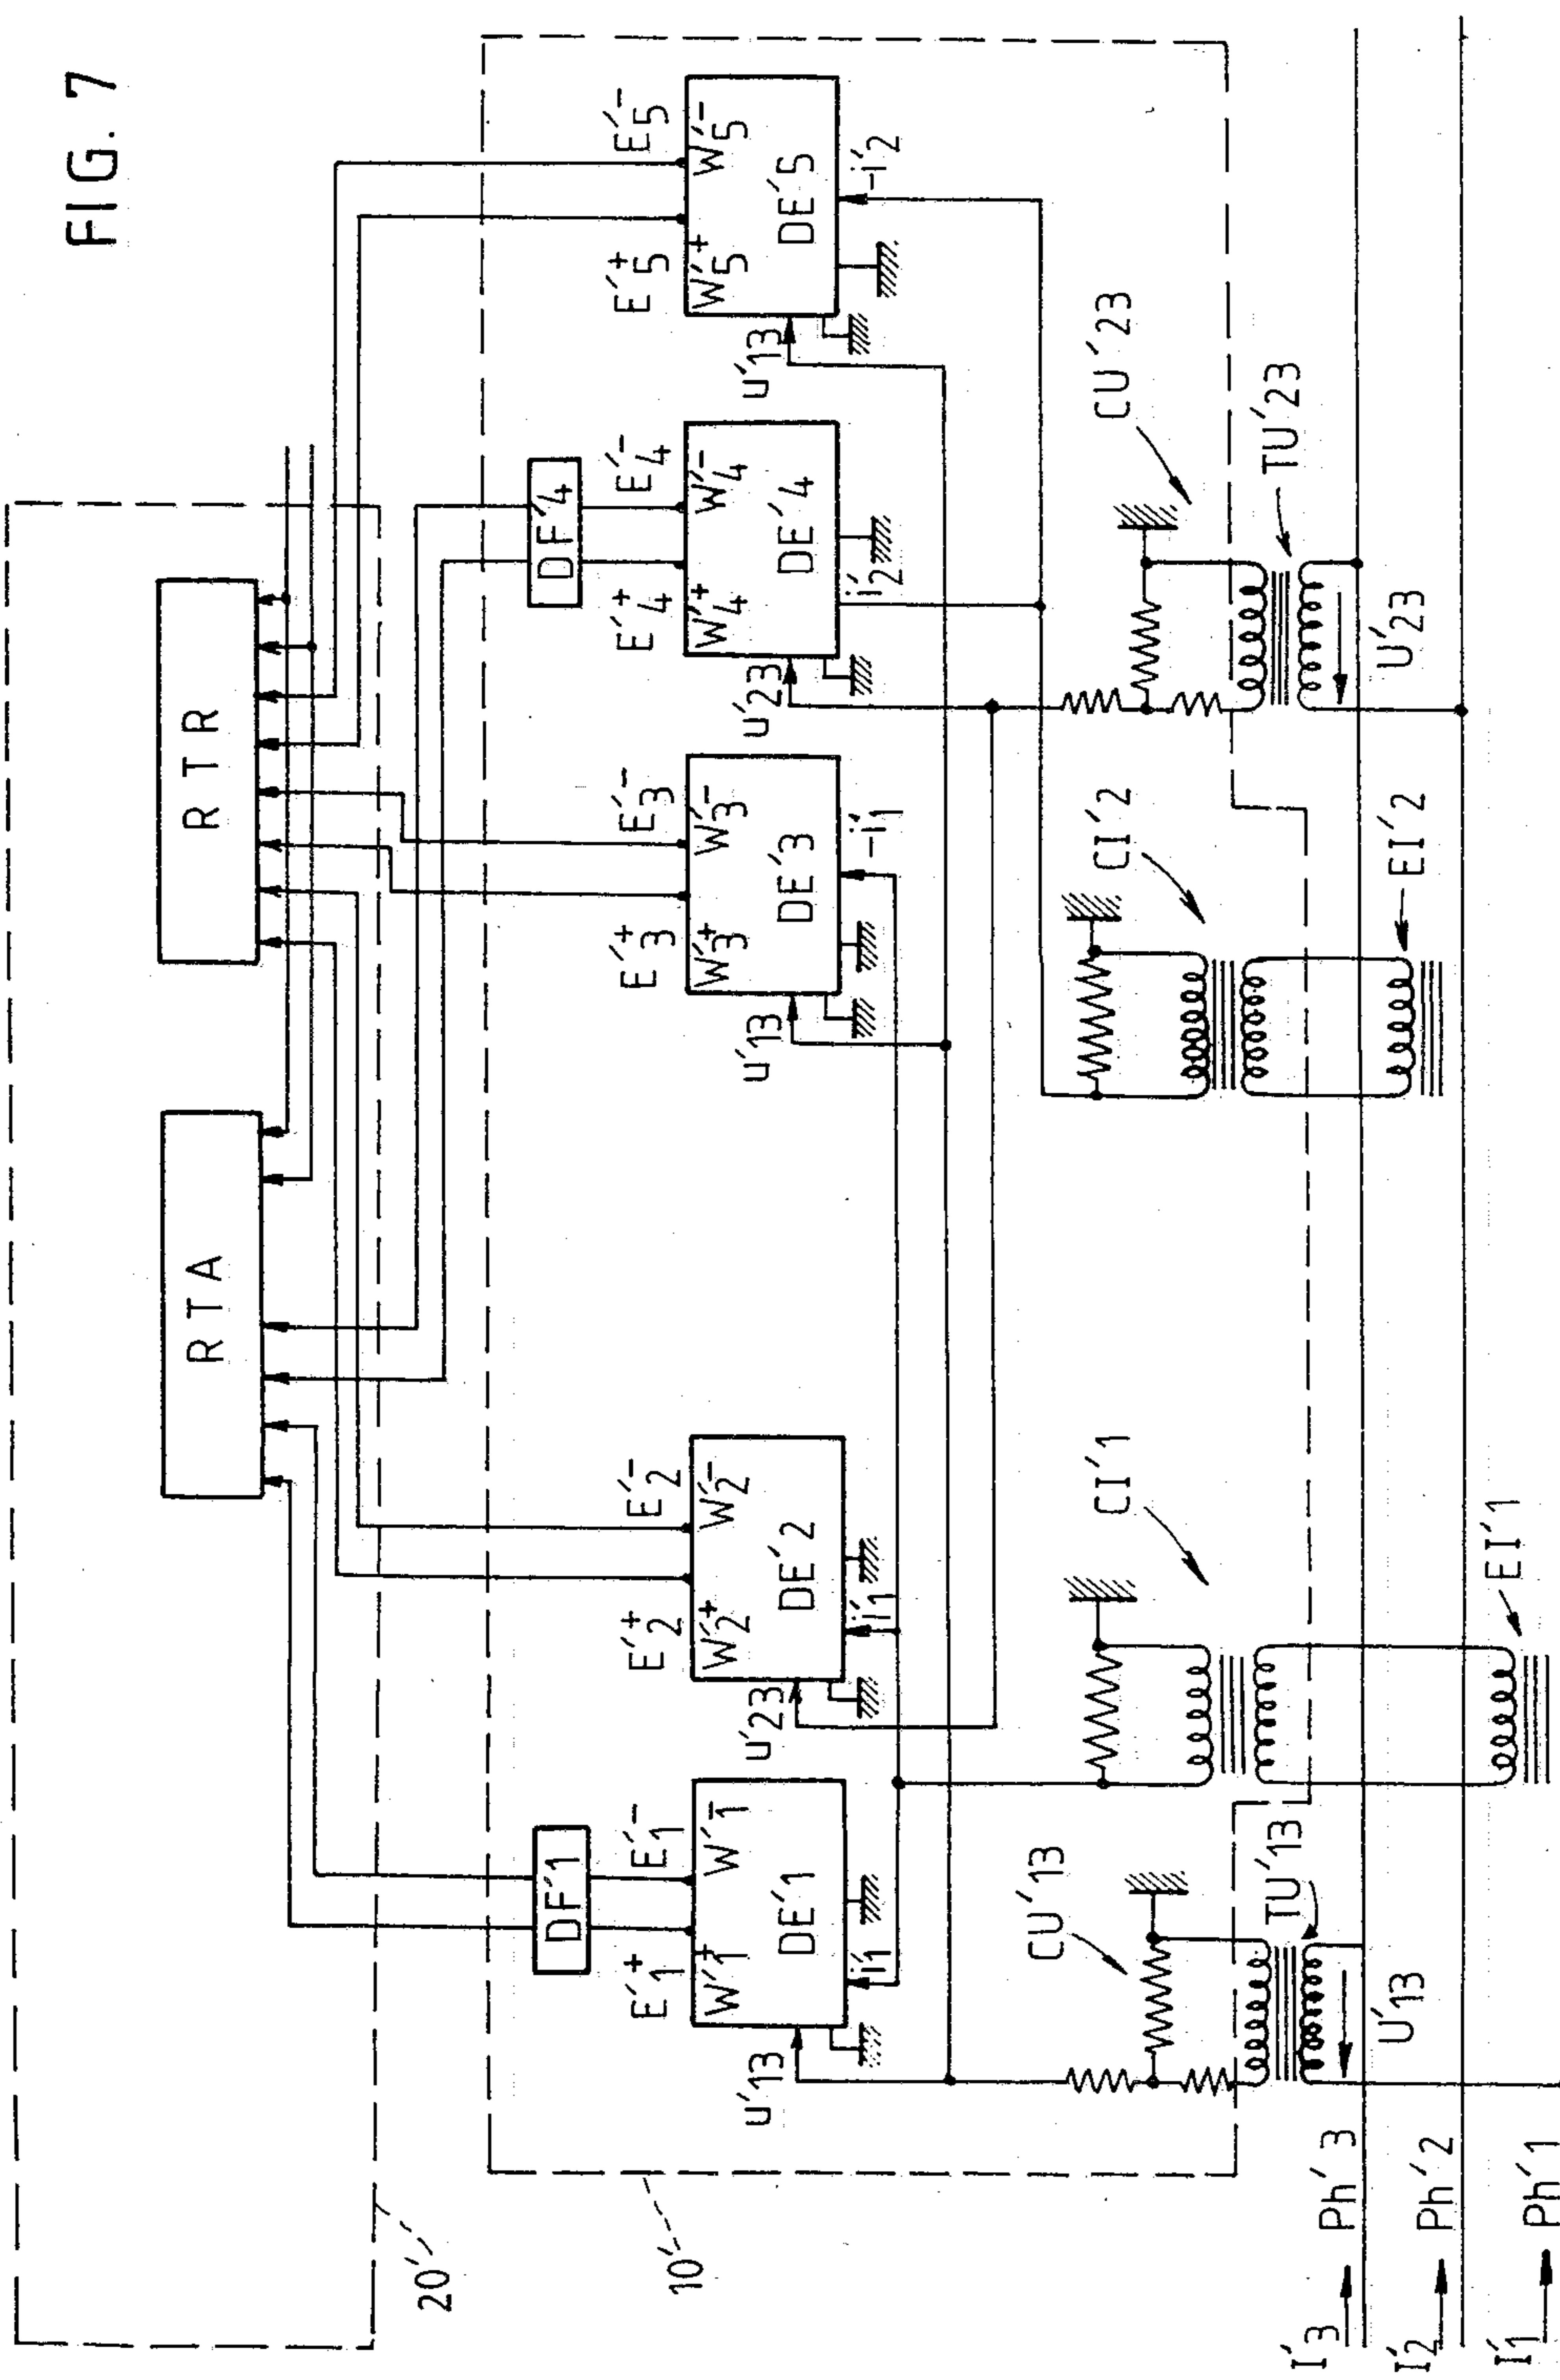 FIG. 7
RTA
RTR
20'
10'
DF'1
DF'4
E'1+
E'1-
E'2+
E'2-
E'3+
E'3-
E'4+
E'4-
E'5+
E'5-
W'1+
W'1-
W'2+
W'2-
W'3+
W'3-
W'4+
W'4-
W'5+
W'5-
DE'1
DE'2
DE'3
DE'4
DE'5
u'13
i'1
u'23
i'1
u'13
-i'1
u'23
i'2
u'13
-i'2
CU'13
CI'1
CI'2
CU'23
TU'13
EI'1
EI'2
TU'23
U'13
U'23
I'3
Ph'3
I'2
Ph'2
I'1
Ph'1